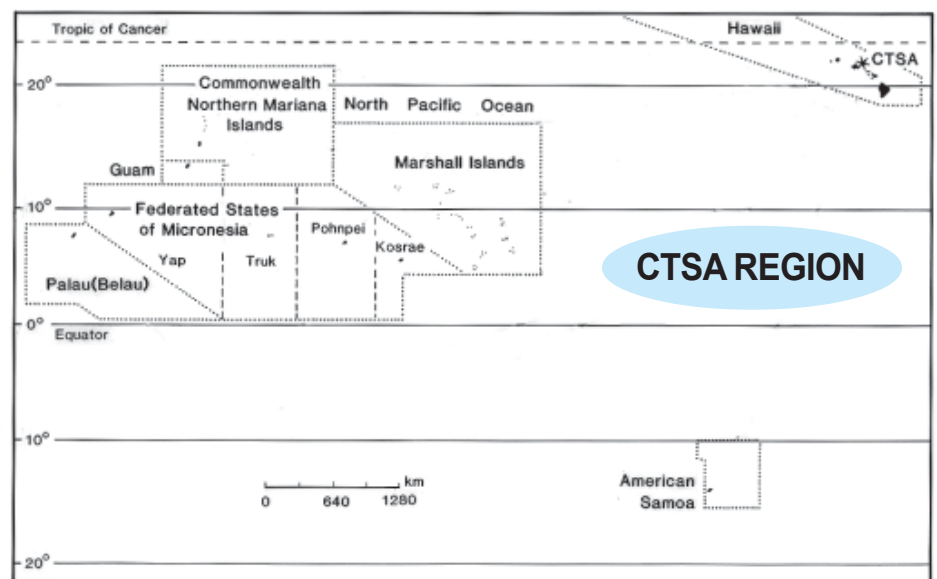 Tropic of Cancer
Hawaii
CTSA
20°
Commonwealth
Northern Mariana
Islands
North Pacific Ocean
Guam
Marshall Islands
10°
Federated States
of Micronesia
Pohnpei
Kosrae
Yap
Truk
Palau(Belau)
CTSA REGION
0°
Equator
10°
American
Samoa
km
0 640 1280
20°